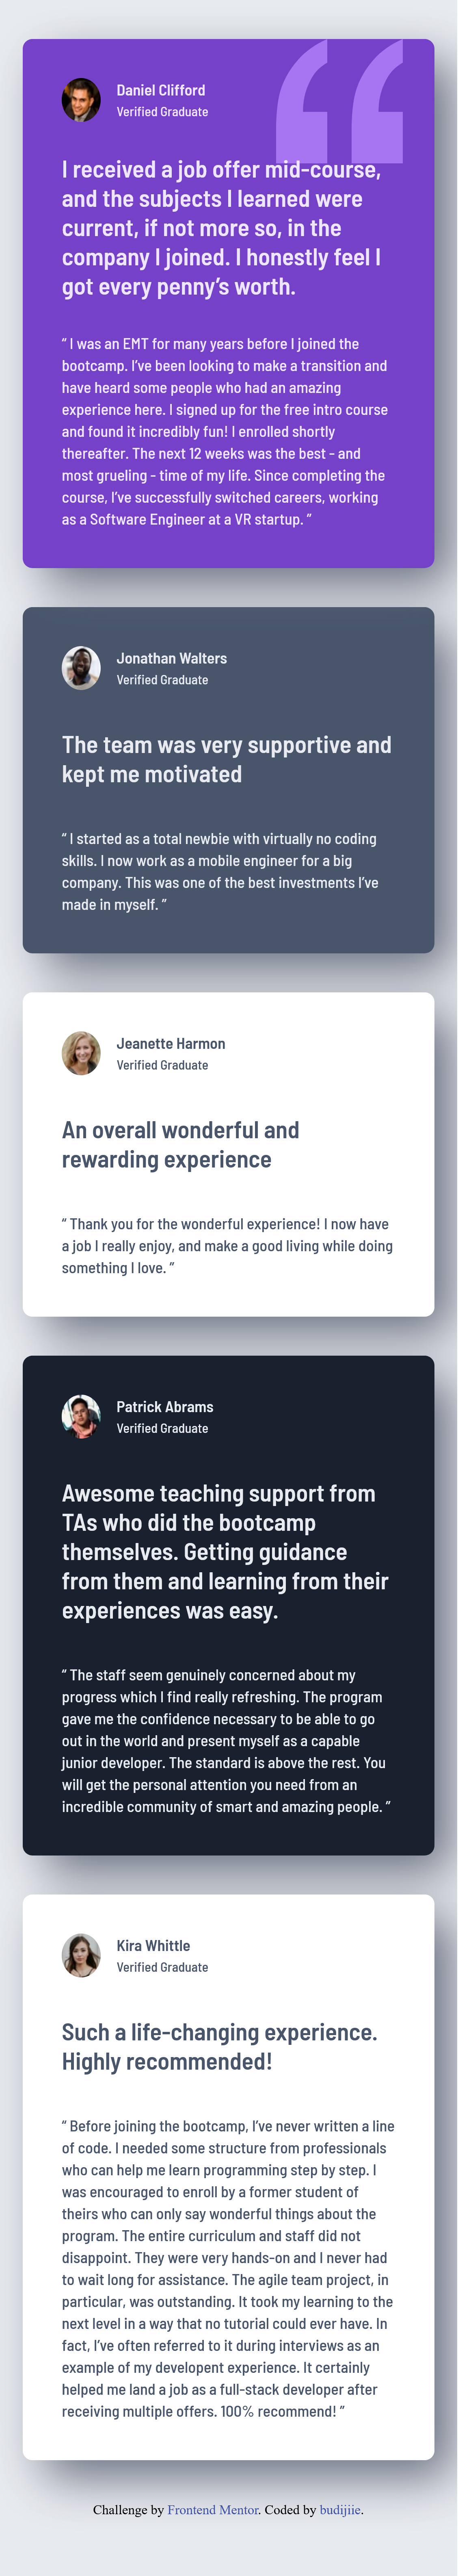 Daniel Clifford
Verified Graduate
I received a job offer mid-course,
and the subjects I learned were
current, if not more so, in the
company I joined. I honestly feel I
got every penny’s worth.
“ I was an EMT for many years before I joined the
bootcamp. I’ve been looking to make a transition and
have heard some people who had an amazing
experience here. I signed up for the free intro course
and found it incredibly fun! I enrolled shortly
thereafter. The next 12 weeks was the best - and
most grueling - time of my life. Since completing the
course, I’ve successfully switched careers, working
as a Software Engineer at a VR startup. ”
Jonathan Walters
Verified Graduate
The team was very supportive and
kept me motivated
“ I started as a total newbie with virtually no coding
skills. I now work as a mobile engineer for a big
company. This was one of the best investments I’ve
made in myself. ”
Jeanette Harmon
Verified Graduate
An overall wonderful and
rewarding experience
“ Thank you for the wonderful experience! I now have
a job I really enjoy, and make a good living while doing
something I love. ”
Patrick Abrams
Verified Graduate
Awesome teaching support from
TAs who did the bootcamp
themselves. Getting guidance
from them and learning from their
experiences was easy.
“ The staff seem genuinely concerned about my
progress which I find really refreshing. The program
gave me the confidence necessary to be able to go
out in the world and present myself as a capable
junior developer. The standard is above the rest. You
will get the personal attention you need from an
incredible community of smart and amazing people. ”
Kira Whittle
Verified Graduate
Such a life-changing experience.
Highly recommended!
“ Before joining the bootcamp, I’ve never written a line
of code. I needed some structure from professionals
who can help me learn programming step by step. I
was encouraged to enroll by a former student of
theirs who can only say wonderful things about the
program. The entire curriculum and staff did not
disappoint. They were very hands-on and I never had
to wait long for assistance. The agile team project, in
particular, was outstanding. It took my learning to the
next level in a way that no tutorial could ever have. In
fact, I’ve often referred to it during interviews as an
example of my developent experience. It certainly
helped me land a job as a full-stack developer after
receiving multiple offers. 100% recommend! ”
Challenge by Frontend Mentor. Coded by budijiie.